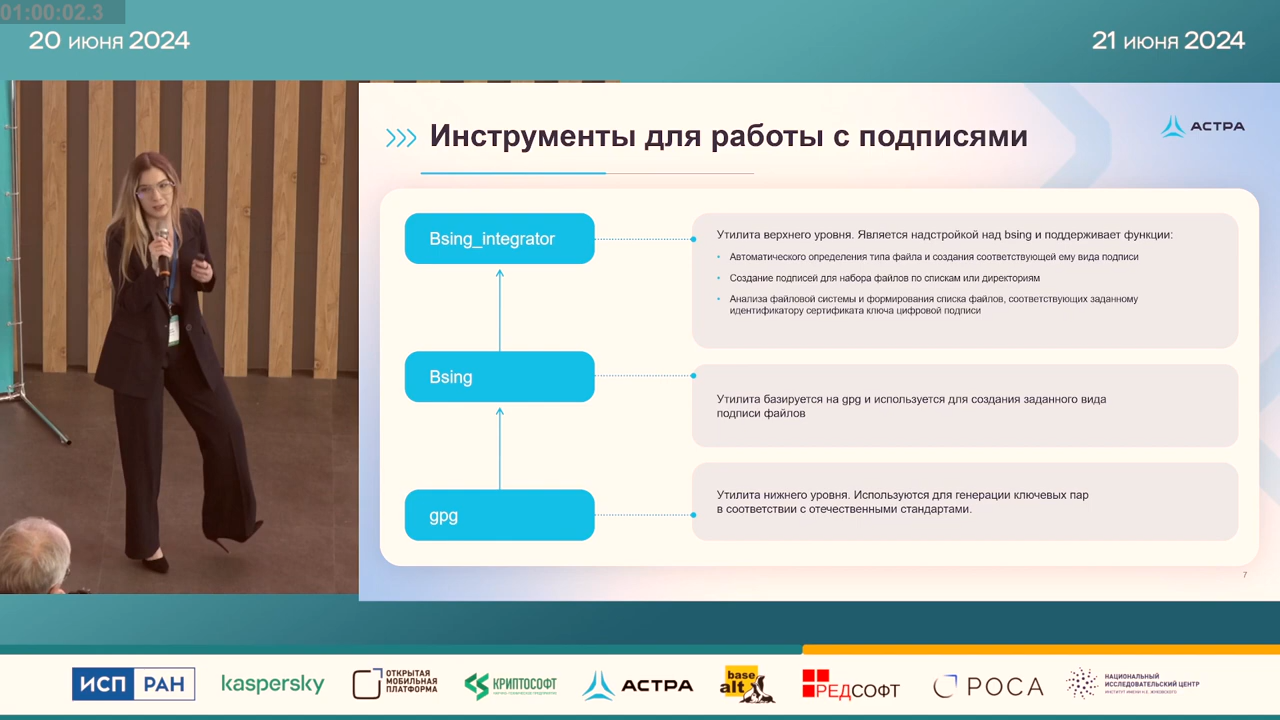 01:00:02.3
20 июня 2024
21 июня 2024
Инструменты для работы с подписями
АСТРА
Bsing_integrator
Утилита верхнего уровня. Является надстройкой над bsing и поддерживает функции:
• Автоматического определения типа файла и создания соответствующей ему вида подписи
• Создание подписей для набора файлов по спискам или директориям
• Анализа файловой системы и формирования списка файлов, соответствующих заданному
идентификатору сертификата ключа цифровой подписи
Bsing
Утилита базируется на gpg и используется для создания заданного вида
подписи файлов
gpg
Утилита нижнего уровня. Используются для генерации ключевых пар
в соответствии с отечественными стандартами.
7
ИСП РАН
kaspersky
ОТКРЫТАЯ
МОБИЛЬНАЯ
ПЛАТФОРМА
КРИПТОСОФТ
АСТРА
base
alt
РЕДСОФТ
РОСА
НАЦИОНАЛЬНЫЙ
ИССЛЕДОВАТЕЛЬСКИЙ ЦЕНТР